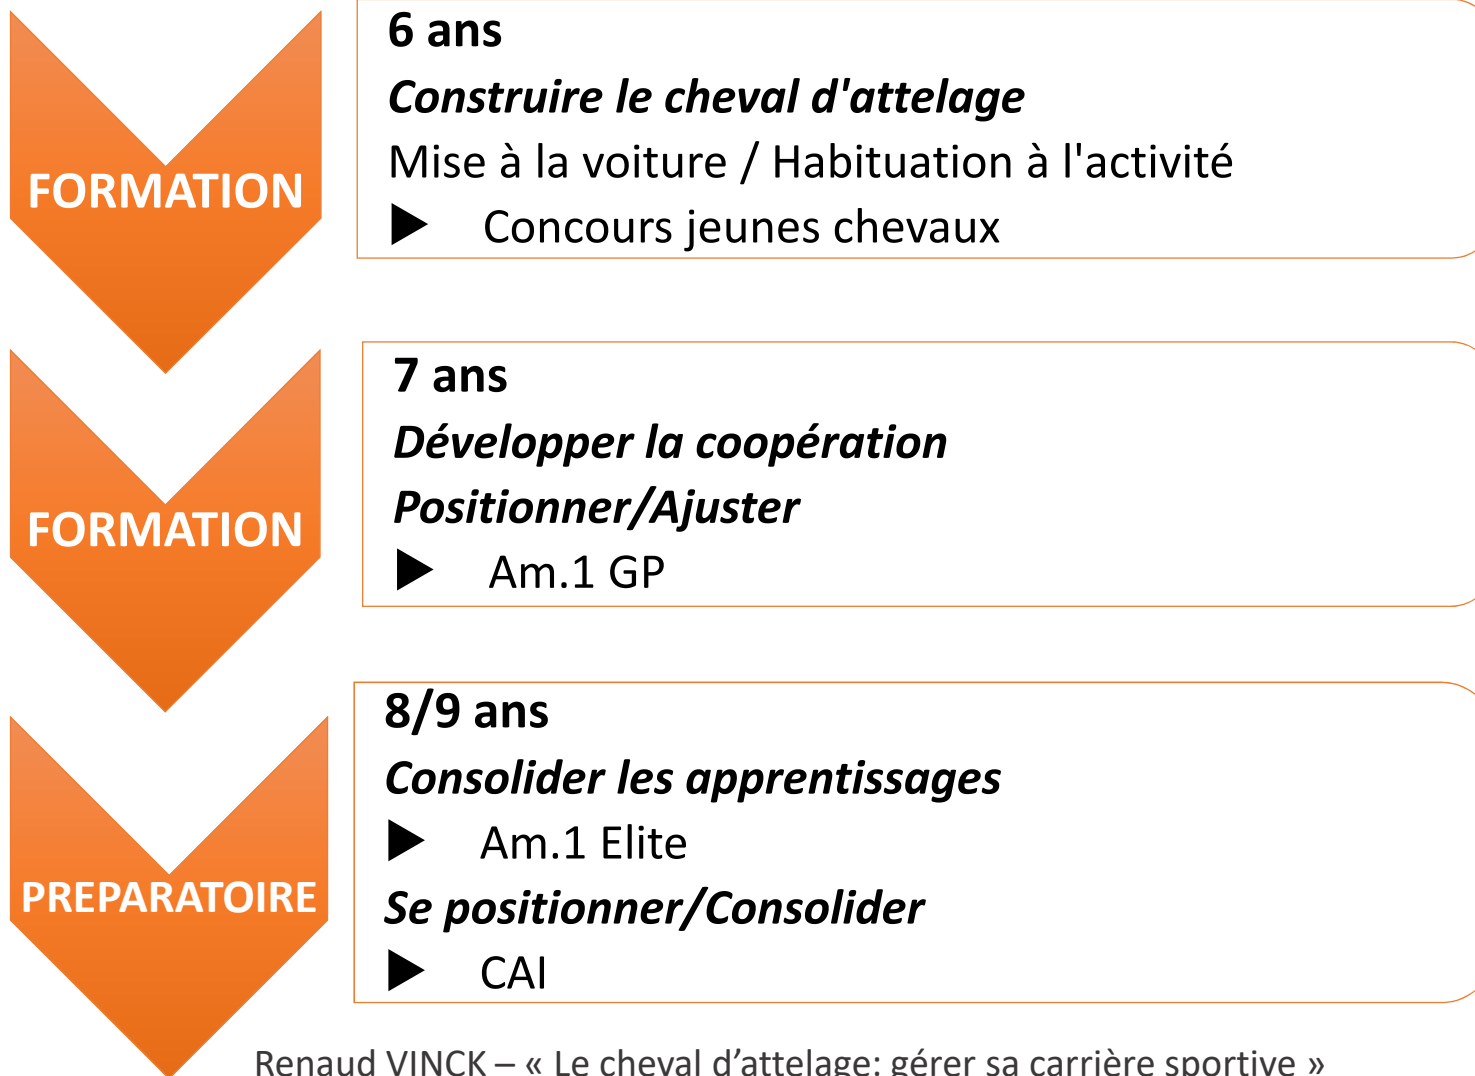 FORMATION
6 ans
Construire le cheval d'attelage
Mise à la voiture / Habituation à l'activité
▶ Concours jeunes chevaux
FORMATION
7 ans
Développer la coopération
Positionner/Ajuster
▶ Am.1 GP
PREPARATOIRE
8/9 ans
Consolider les apprentissages
▶ Am.1 Elite
Se positionner/Consolider
▶ CAI
Renaud VINCK – « Le cheval d’attelage: gérer sa carrière sportive »